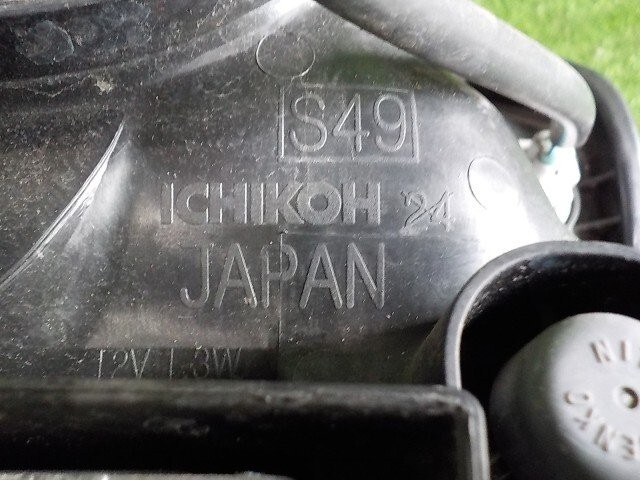 S49
ICHIKOH '24
JAPAN
12V 1.3W